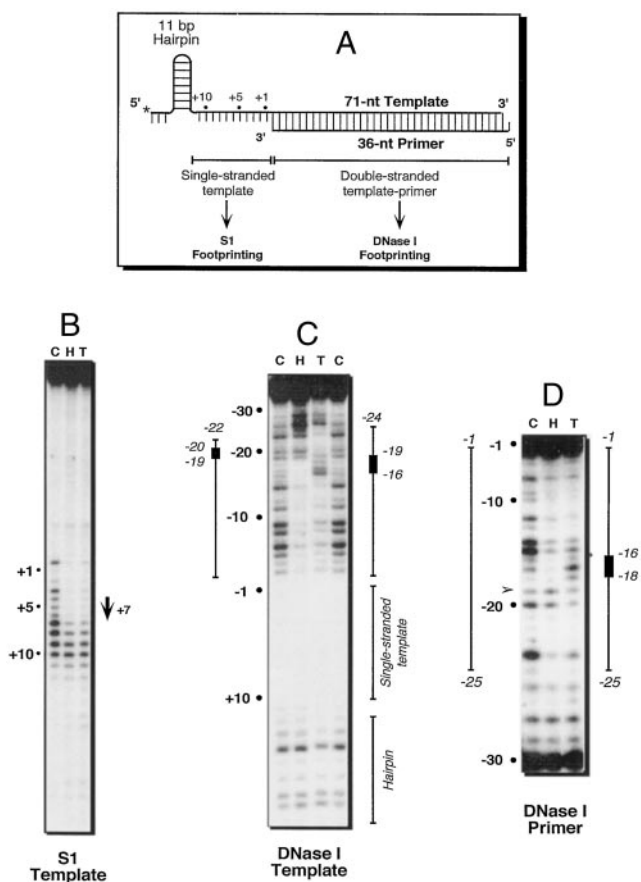 A
11 bp
Hairpin
5'
*
+10
+5
+1
71-nt Template
3'
3'
36-nt Primer
5'
Single-stranded
template
Double-stranded
template-primer
S1
Footprinting
DNase I
Footprinting
B
C H T
+1
+5
+7
+10
S1
Template
C
C H T C
-22
-20
-19
-30
-20
-10
-1
+10
-24
-19
-16
Single-stranded
template
Hairpin
DNase I
Template
D
C H T
-1
-25
-1
-10
-20
-30
-1
-16
-18
-25
DNase I
Primer